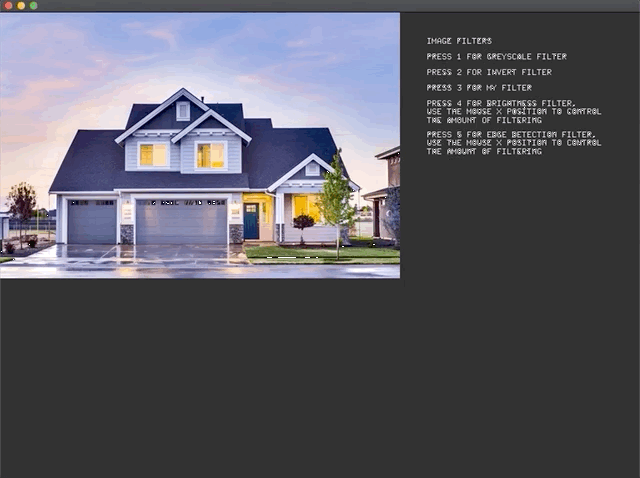 IMAGE FILTERS
PRESS 1 FOR GREYSCALE FILTER
PRESS 2 FOR INVERT FILTER
PRESS 3 FOR MY FILTER
PRESS 4 FOR BRIGHTNESS FILTER,
USE THE MOUSE X POSITION TO CONTROL
THE AMOUNT OF FILTERING
PRESS 5 FOR EDGE DETECTION FILTER,
USE THE MOUSE X POSITION TO CONTROL
THE AMOUNT OF FILTERING